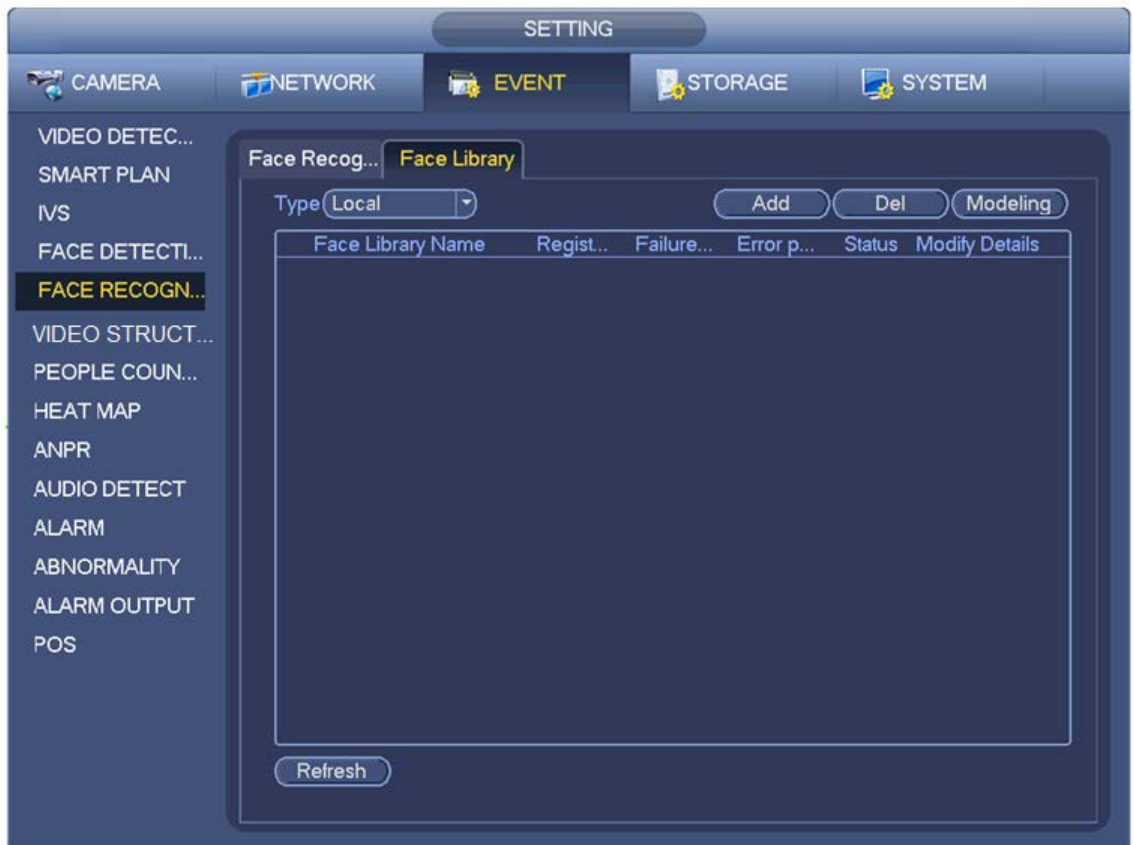 SETTING
CAMERA NETWORK EVENT STORAGE SYSTEM
VIDEO DETEC...
SMART PLAN
IVS
FACE DETECTI...
FACE RECOGN...
VIDEO STRUCT...
PEOPLE COUN...
HEAT MAP
ANPR
AUDIO DETECT
ALARM
ABNORMALITY
ALARM OUTPUT
POS
Face Recog... Face Library
Type Local Add Del Modeling
Face Library Name Regist... Failure... Error p... Status Modify Details
Refresh